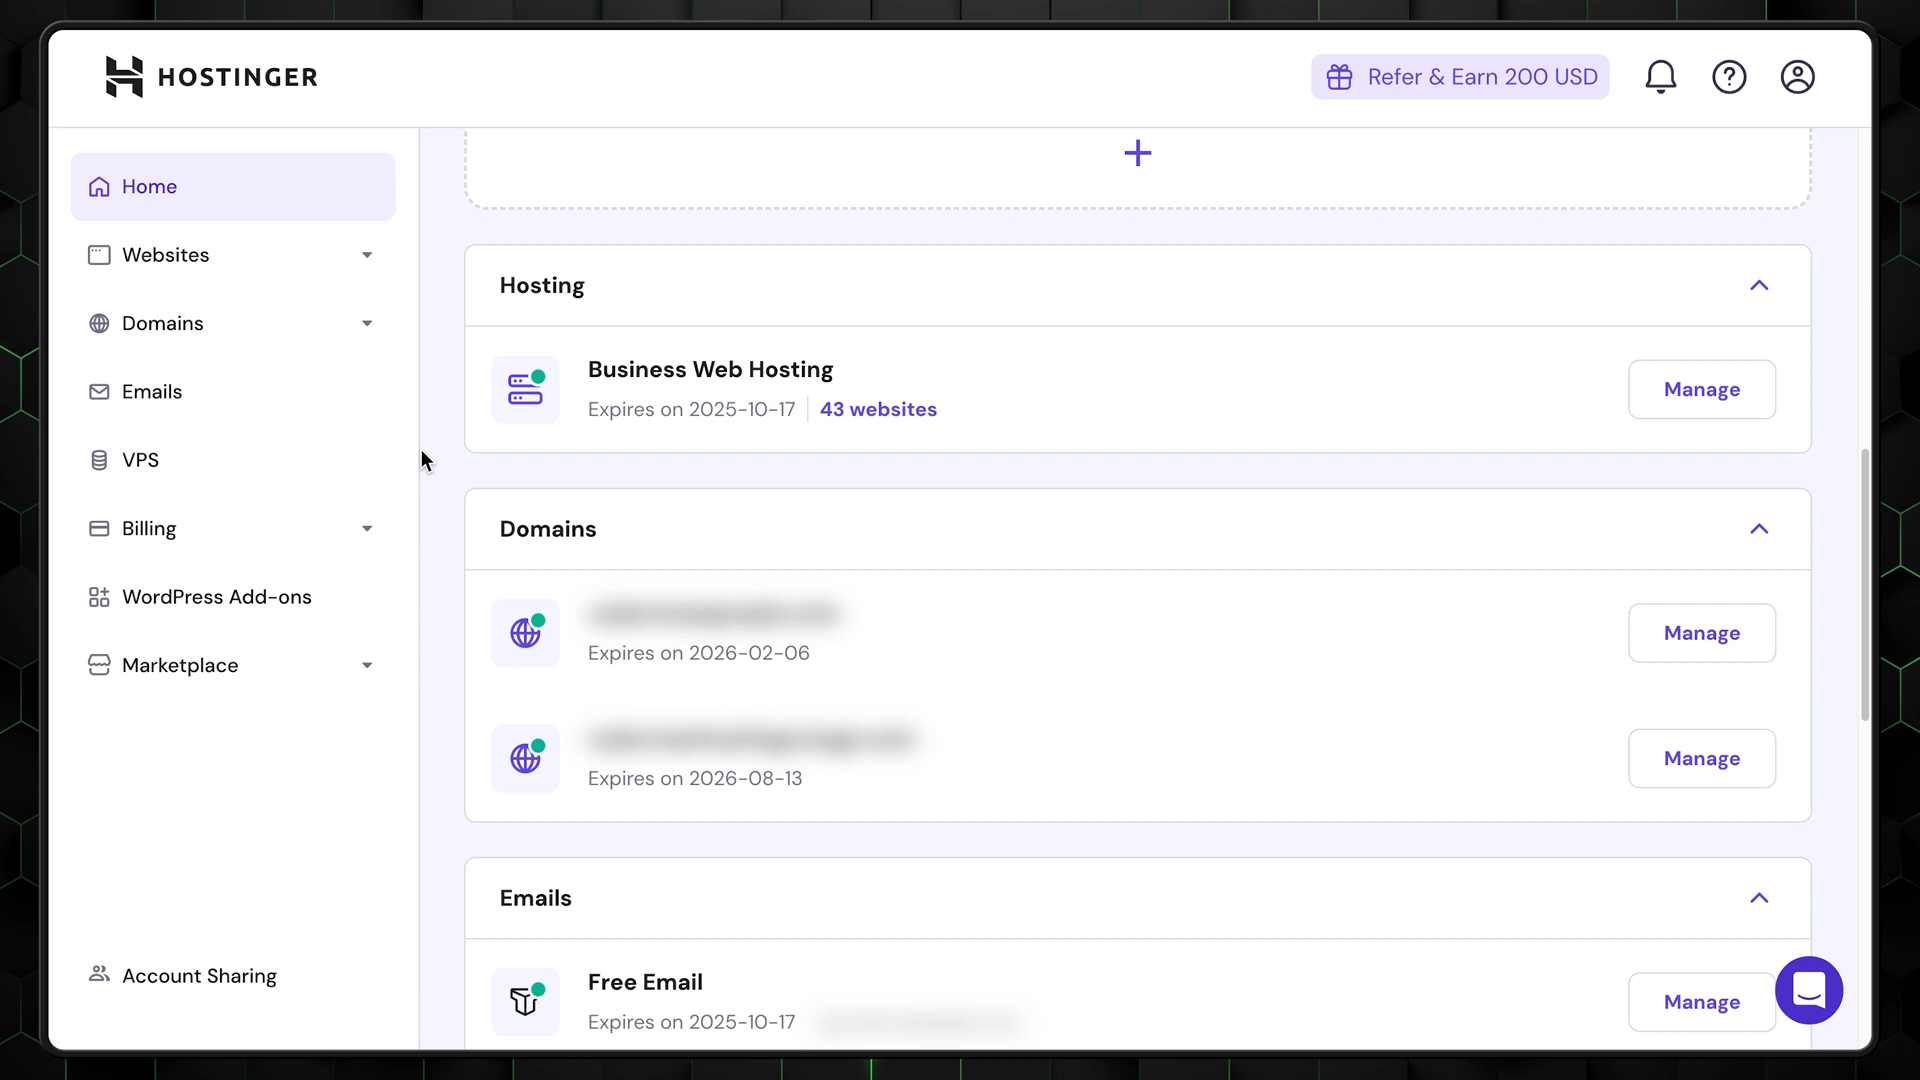 HOSTINGER
Refer & Earn 200 USD
Home
Websites
Domains
Emails
VPS
Billing
WordPress Add-ons
Marketplace
Account Sharing
Hosting
Business Web Hosting
Expires on 2025-10-17
43 websites
Manage
Domains
Expires on 2026-02-06
Manage
Expires on 2026-08-13
Manage
Emails
Free Email
Expires on 2025-10-17
Manage